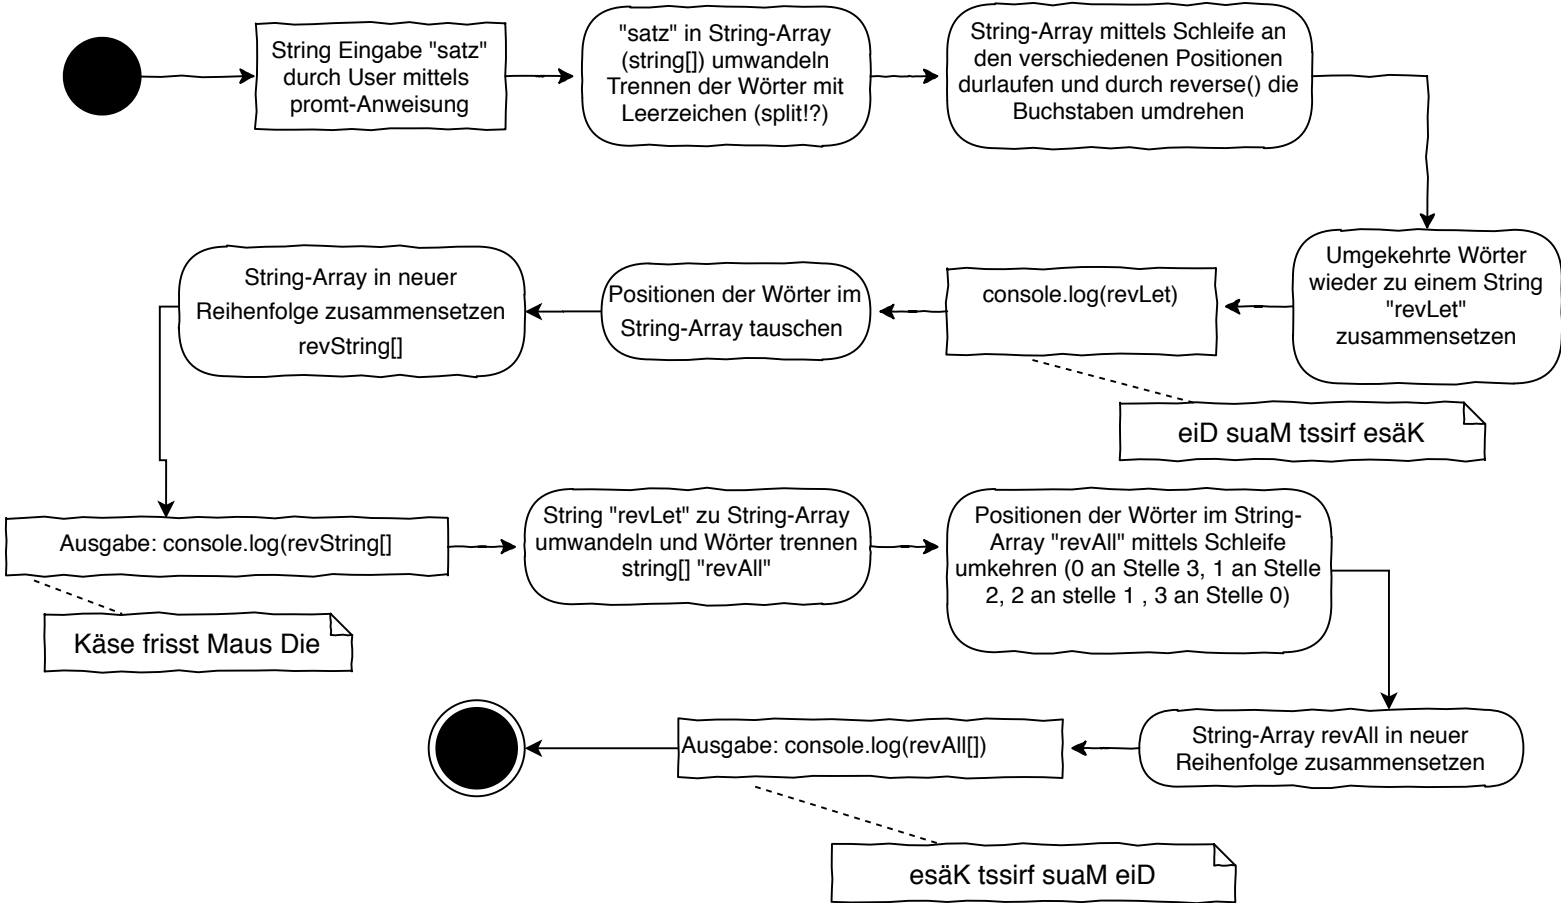 String Eingabe "satz"
durch User mittels
promt-Anweisung
"satz" in String-Array
(string[]) umwandeln
Trennen der Wörter mit
Leerzeichen (split!?)
String-Array mittels Schleife an
den verschiedenen Positionen
durlaufen und durch reverse() die
Buchstaben umdrehen
Umgekehrte Wörter
wieder zu einem String
"revLet"
zusammensetzen
console.log(revLet)
eiD suaM tssirf esäK
Positionen der Wörter im
String-Array tauschen
String-Array in neuer
Reihenfolge zusammensetzen
revString[]
Ausgabe: console.log(revString[]
Käse frisst Maus Die
String "revLet" zu String-Array
umwandeln und Wörter trennen
string[] "revAll"
Positionen der Wörter im String-
Array "revAll" mittels Schleife
umkehren (0 an Stelle 3, 1 an Stelle
2, 2 an stelle 1 , 3 an Stelle 0)
String-Array revAll in neuer
Reihenfolge zusammensetzen
Ausgabe: console.log(revAll[])
esäK tssirf suaM eiD